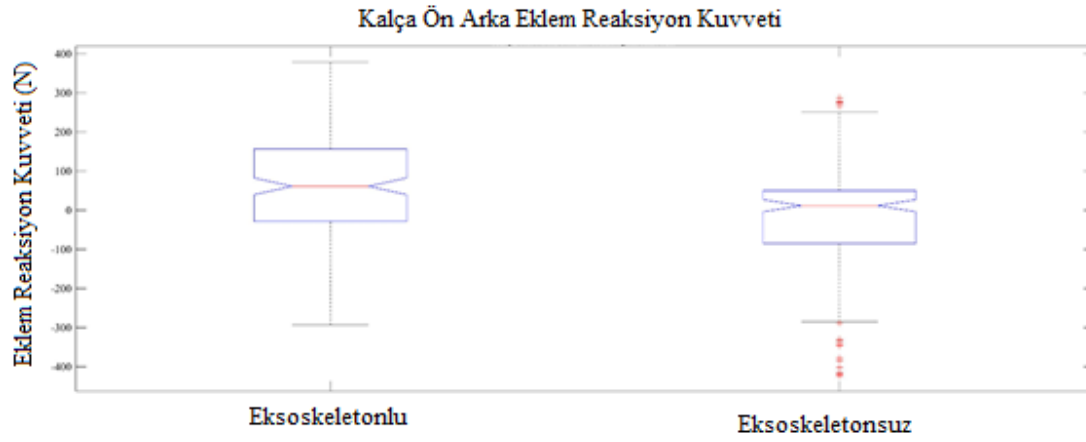 Kalça Ön Arka Eklem Reaksiyon Kuvveti
Eklem Reaksiyon Kuvveti (N)
400
300
200
100
0
-100
-200
-300
-400
Eksoskeletonlu
Eksoskeletonsuz